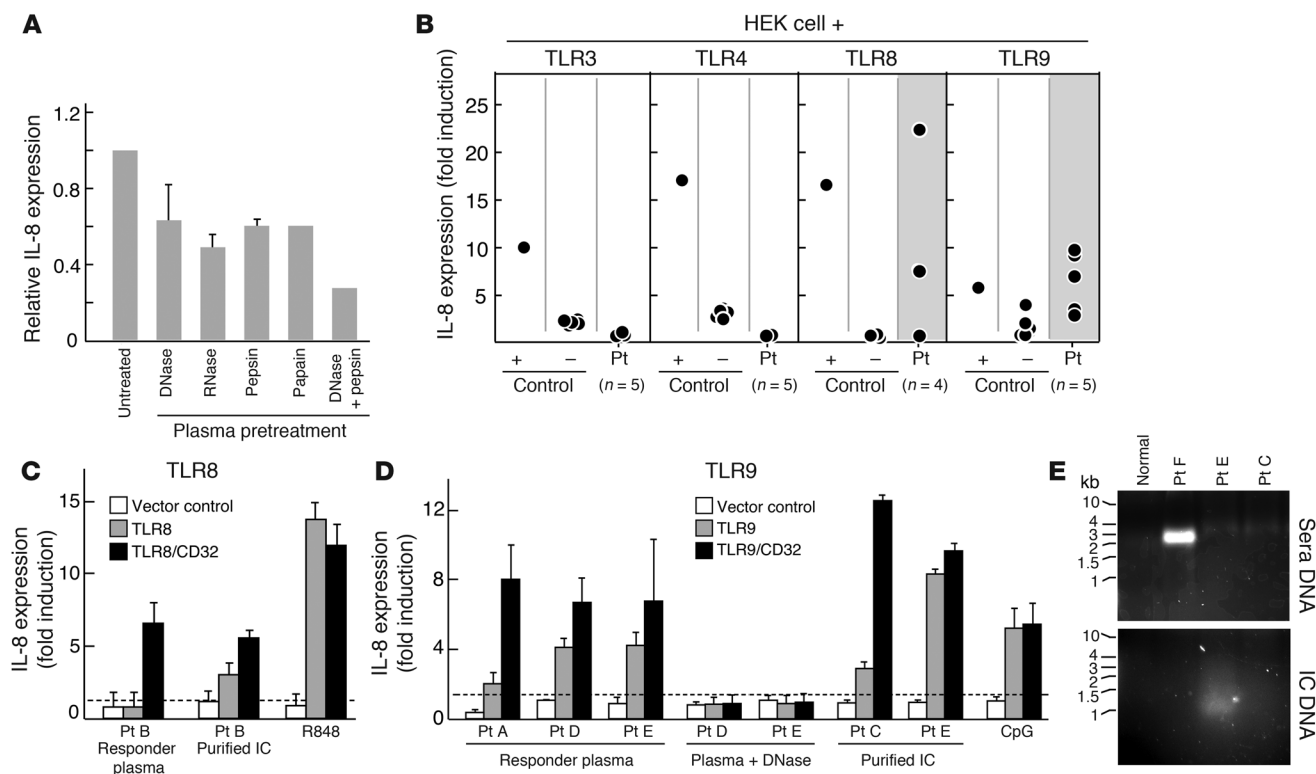 A
Relative IL-8 expression
1.2
0.8
0.4
0
Untreated
DNase
RNase
Pepsin
Papain
DNase
+ pepsin
Plasma pretreatment
B
HEK cell +
TLR3 TLR4 TLR8 TLR9
IL-8 expression (fold induction)
25
20
15
10
5
+ – Pt + – Pt + – Pt + – Pt
Control (n = 5) Control (n = 5) Control (n = 4) Control (n = 5)
C
TLR8
IL-8 expression
(fold induction)
15
15
5
0
Vector control
TLR8
TLR8/CD32
Pt B Pt B R848
Responder Purified IC
plasma
D
TLR9
IL-8 expression
(fold induction)
12
8
4
0
Vector control
TLR9
TLR9/CD32
Pt A Pt D Pt E Pt D Pt E Pt C Pt E CpG
Responder plasma Plasma + DNase Purified IC
E
Normal
Pt F
Pt E
Pt C
kb
10
4
3
2
1.5
1
Sera DNA
10
4
3
2
1.5
1
IC DNA